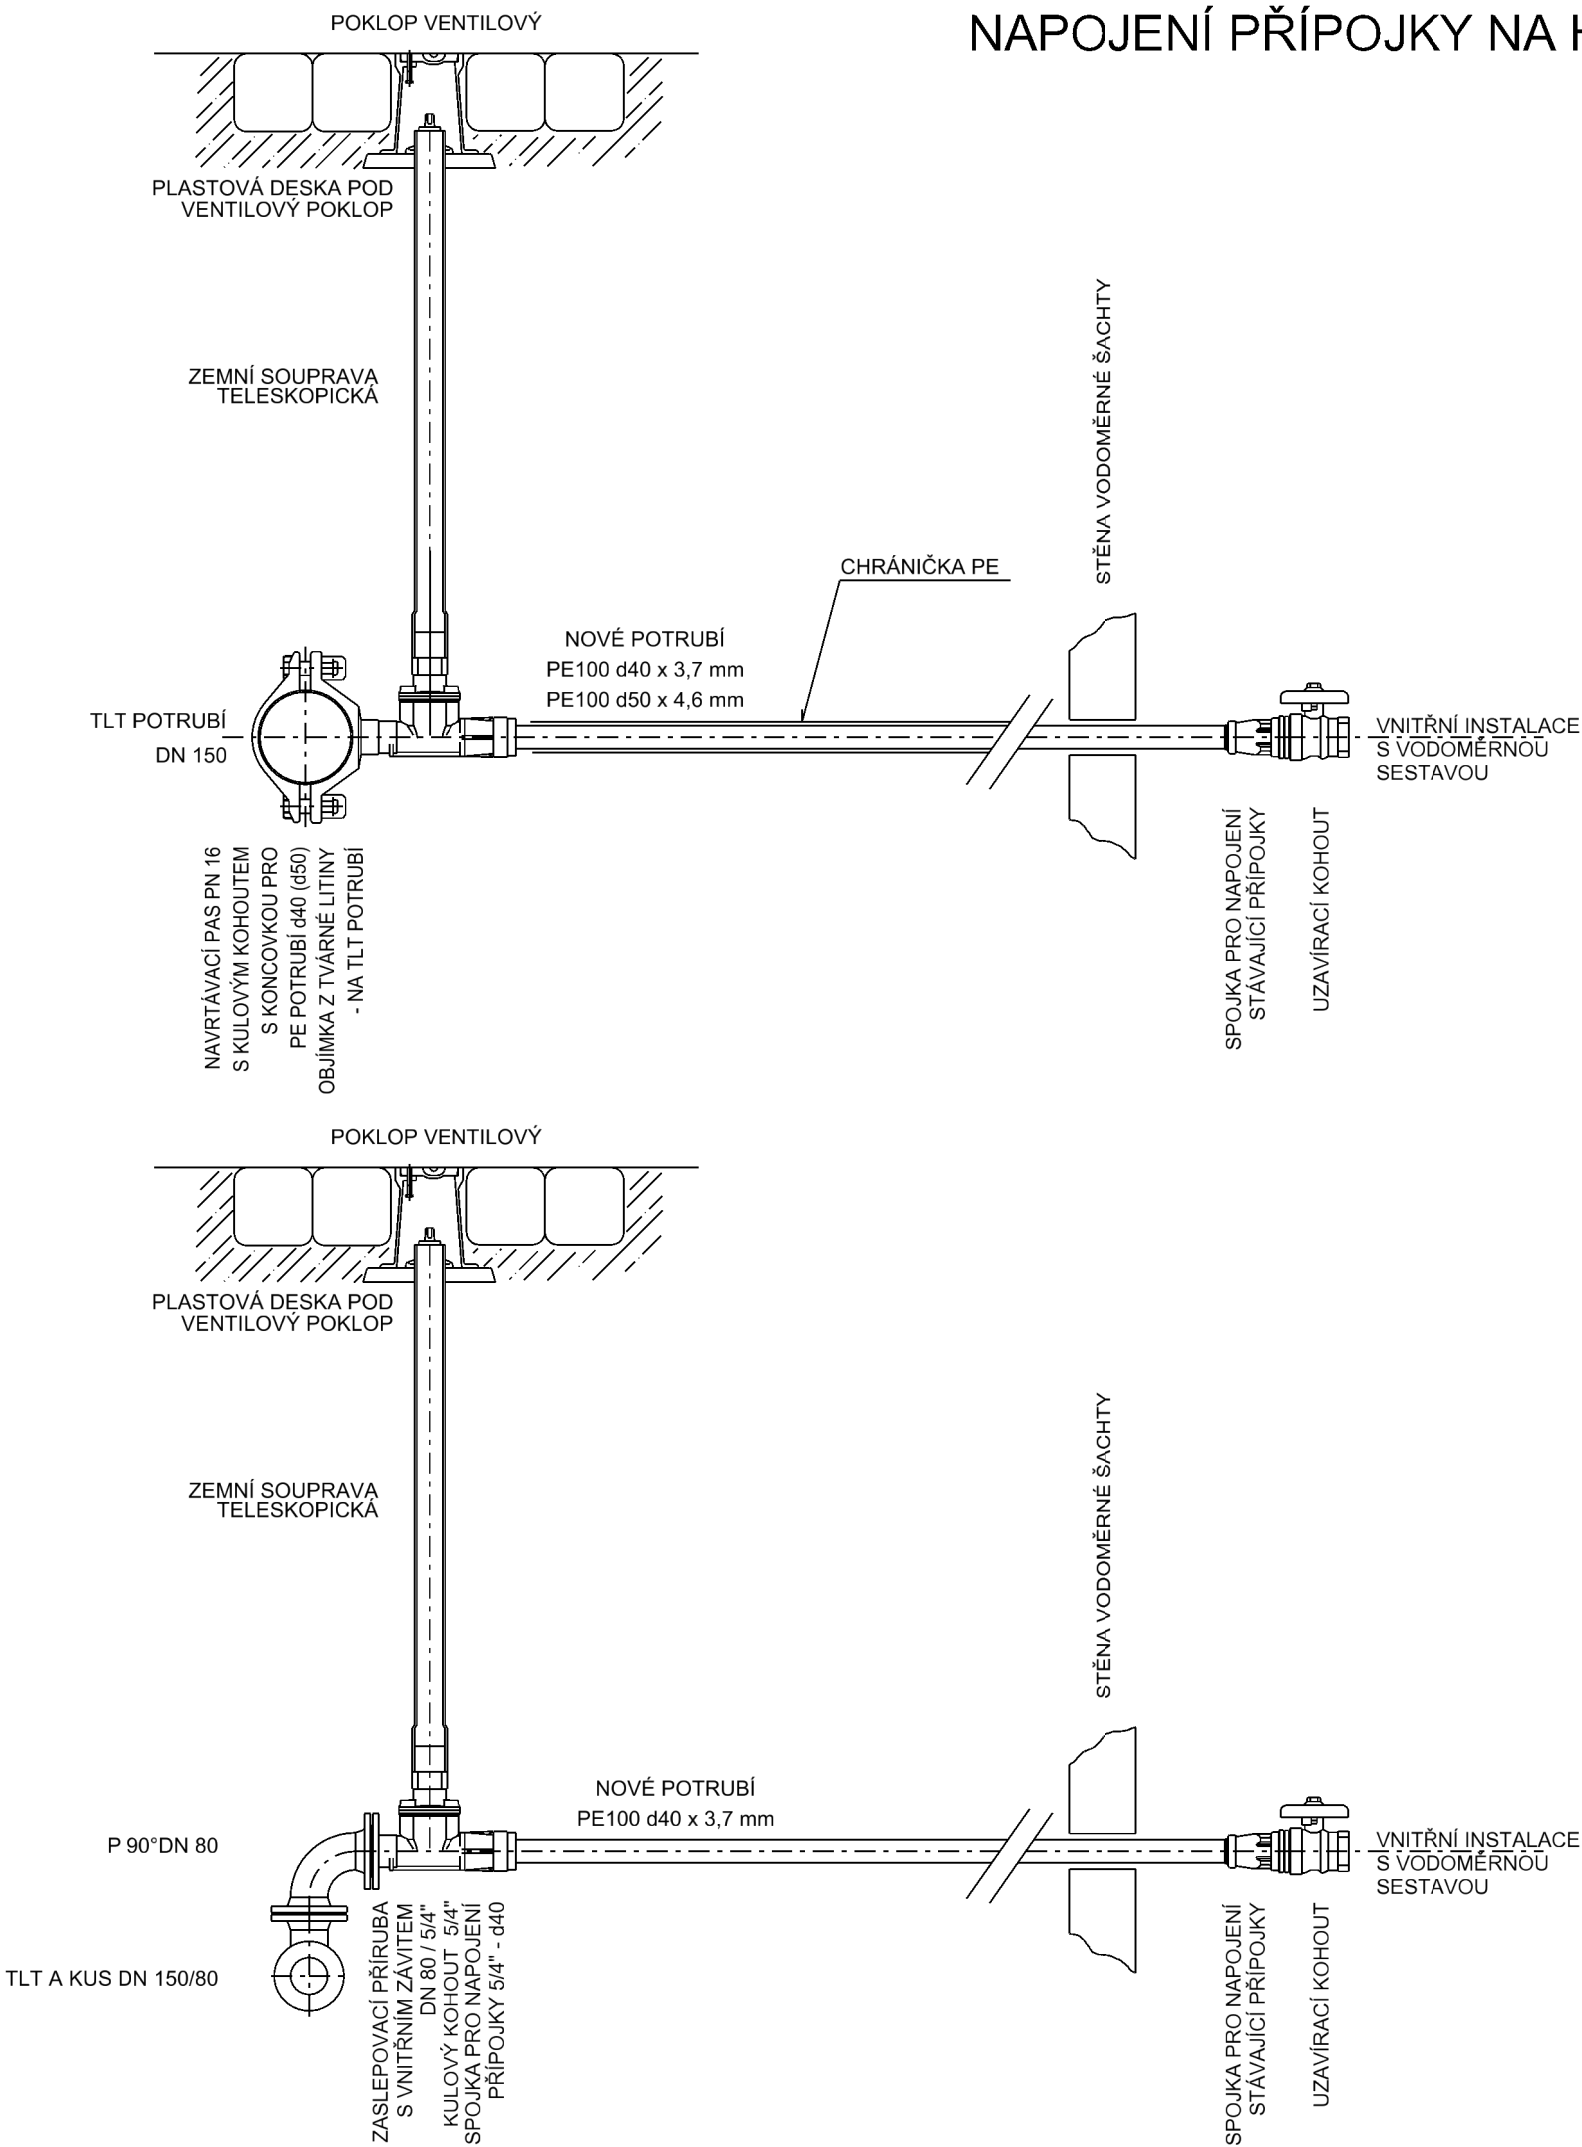 NAPOJENÍ PŘÍPOJKY NA
POKLOP VENTILOVÝ
PLASTOVÁ DESKA POD
VENTILOVÝ POKLOP
ZEMNÍ SOUPRAVA
TELESKOPICKÁ
STĚNA VODOMĚRNÉ ŠACHTY
CHRÁNIČKA PE
NOVÉ POTRUBÍ
PE100 d40 x 3,7 mm
PE100 d50 x 4,6 mm
TLT POTRUBÍ
DN 150
VNITŘNÍ INSTALACE
S VODOMĚRNOU
SESTAVOU
NAVRTÁVACÍ PAS PN 16
S KULOVÝM KOHOUTEM
S KONCOVKOU PRO
PE POTRUBÍ d40 (d50)
OBJÍMKA Z TVÁRNÉ LITINY
- NA TLT POTRUBÍ
SPOJKA PRO NAPOJENÍ
STÁVAJÍCÍ PŘÍPOJKY
UZAVÍRACÍ KOHOUT
POKLOP VENTILOVÝ
PLASTOVÁ DESKA POD
VENTILOVÝ POKLOP
ZEMNÍ SOUPRAVA
TELESKOPICKÁ
STĚNA VODOMĚRNÉ ŠACHTY
NOVÉ POTRUBÍ
PE100 d40 x 3,7 mm
P 90°DN 80
TLT A KUS DN 150/80
VNITŘNÍ INSTALACE
S VODOMĚRNOU
SESTAVOU
ZASLEPOVACÍ PŘÍRUBA
S VNITŘNÍM ZÁVITEM
DN 80 / 5/4"
KULOVÝ KOHOUT 5/4"
SPOJKA PRO NAPOJENÍ
PŘÍPOJKY 5/4" - d40
SPOJKA PRO NAPOJENÍ
STÁVAJÍCÍ PŘÍPOJKY
UZAVÍRACÍ KOHOUT